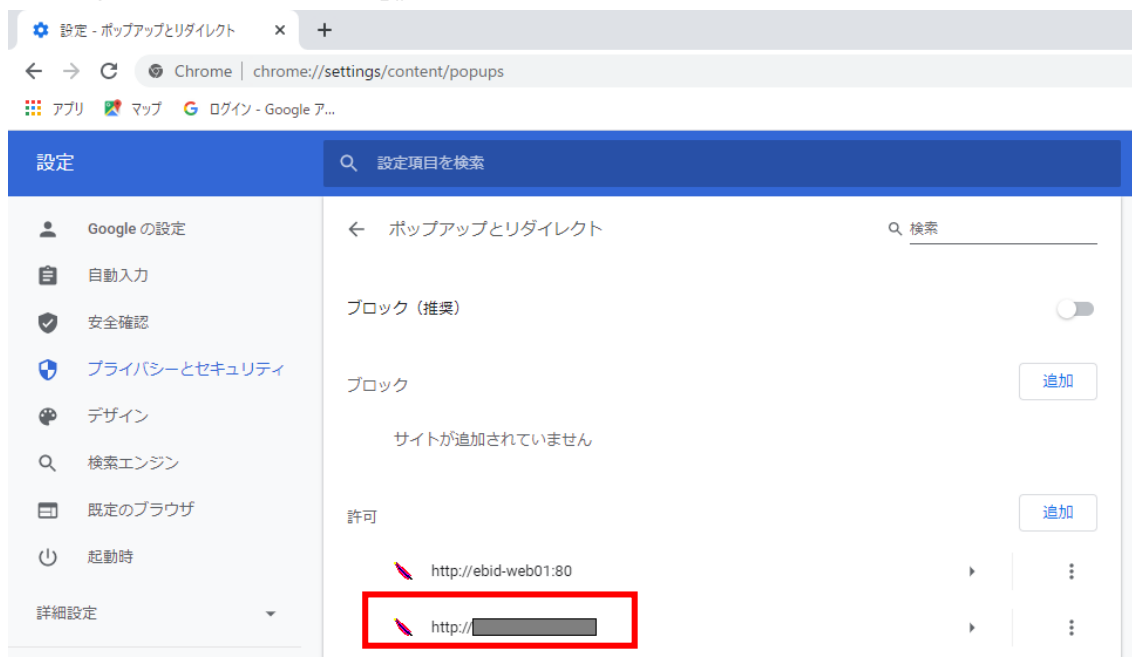 設定 - ポップアップとリダイレクト
Chrome | chrome://settings/content/popups
アプリ マップ ログイン - Google ア...
設定
設定項目を検索
Google の設定
自動入力
安全確認
プライバシーとセキュリティ
デザイン
検索エンジン
既定のブラウザ
起動時
詳細設定
ポップアップとリダイレクト
検索
ブロック（推奨）
ブロック
追加
サイトが追加されていません
許可
追加
http://ebid-web01:80
http://